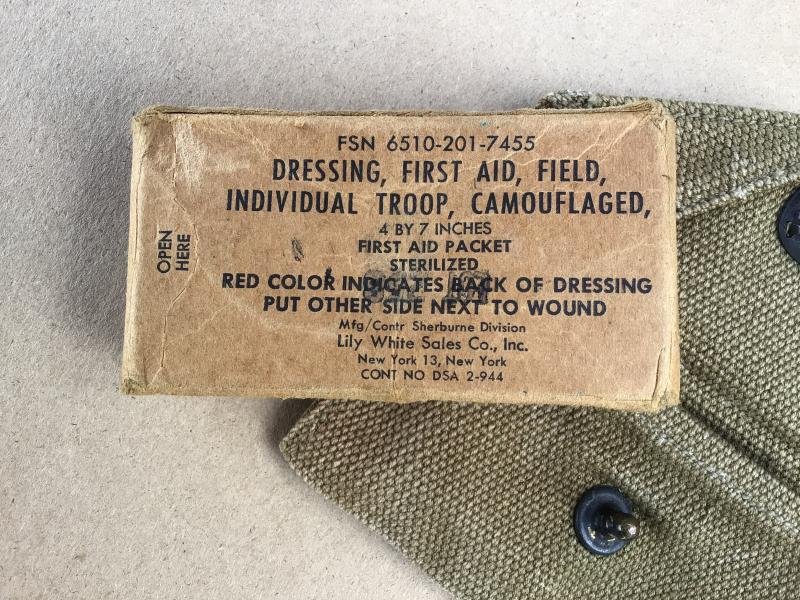 FSN 6510-201-7455
DRESSING, FIRST AID, FIELD,
INDIVIDUAL TROOP, CAMOUFLAGED,
4 BY 7 INCHES
FIRST AID PACKET
STERILIZED
RED COLOR INDICATES BACK OF DRESSING
PUT OTHER SIDE NEXT TO WOUND
Mfg/Contr Sherburne Division
Lily White Sales Co., Inc.
New York 13, New York
CONT NO DSA 2-944
OPEN
HERE